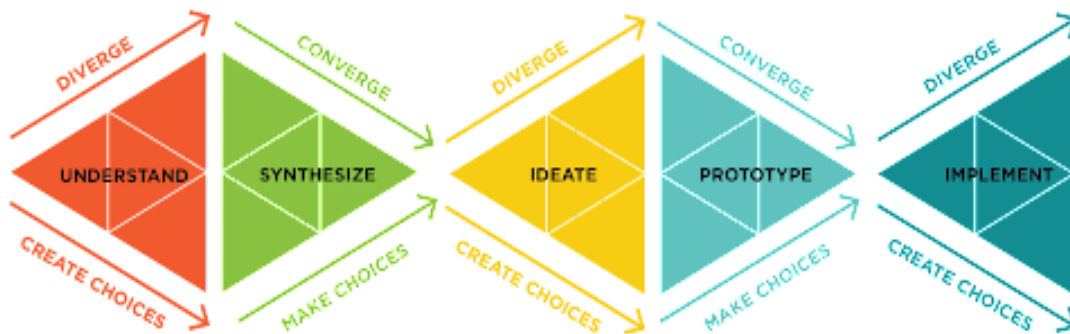 DIVERGE
CONVERGE
DIVERGE
CONVERGE
DIVERGE
UNDERSTAND
SYNTHESIZE
IDEATE
PROTOTYPE
IMPLEMENT
CREATE CHOICES
MAKE CHOICES
CREATE CHOICES
MAKE CHOICES
CREATE CHOICES